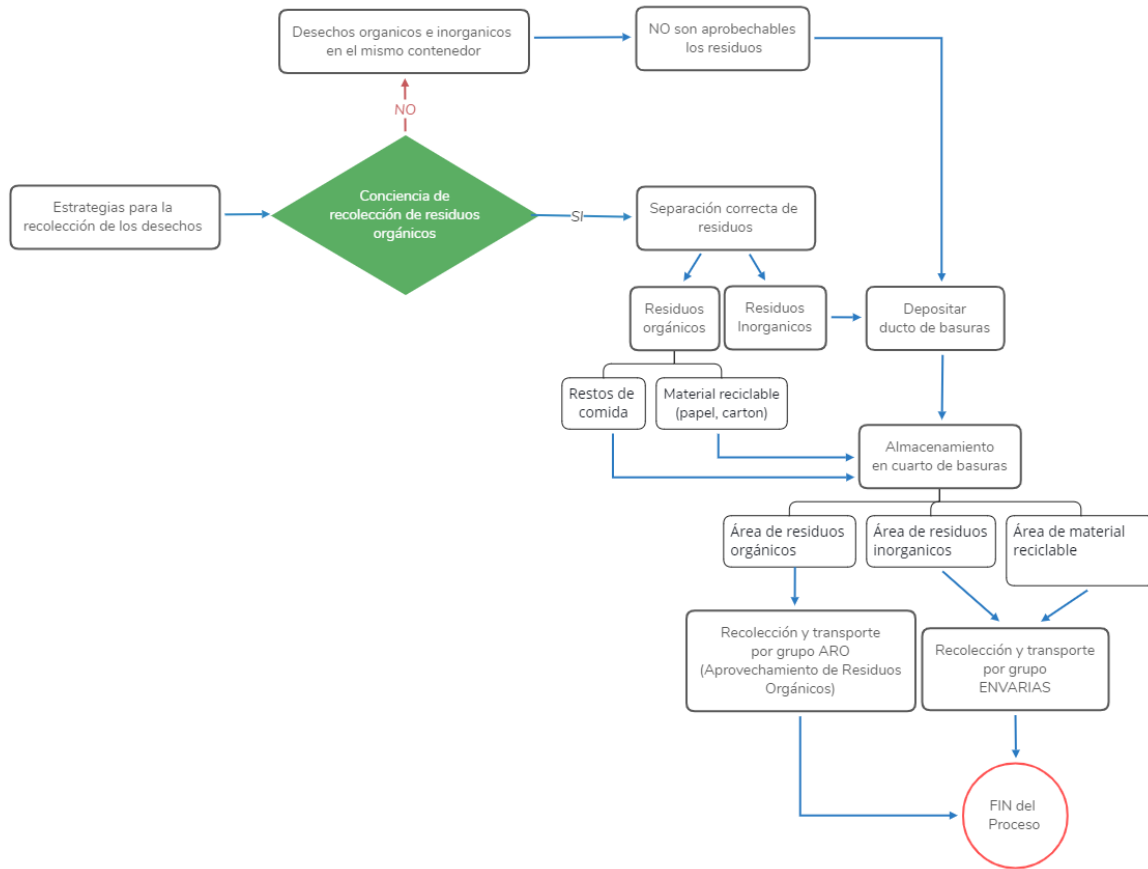 Desechos organicos e inorganicos
en el mismo contenedor
NO son aprobechables
los residuos
NO
Estrategias para la
recolección de los desechos
Conciencia de
recolección de residuos
orgánicos
SI
Separación correcta de
residuos
Residuos
orgánicos
Residuos
Inorganicos
Depositar
ducto de basuras
Restos de
comida
Material reciclable
(papel, carton)
Almacenamiento
en cuarto de basuras
Área de residuos
orgánicos
Área de residuos
inorganicos
Área de material
reciclable
Recolección y transporte
por grupo ARO
(Aprovechamiento de Residuos
Orgánicos)
Recolección y transporte
por grupo
ENVARIAS
FIN del
Proceso